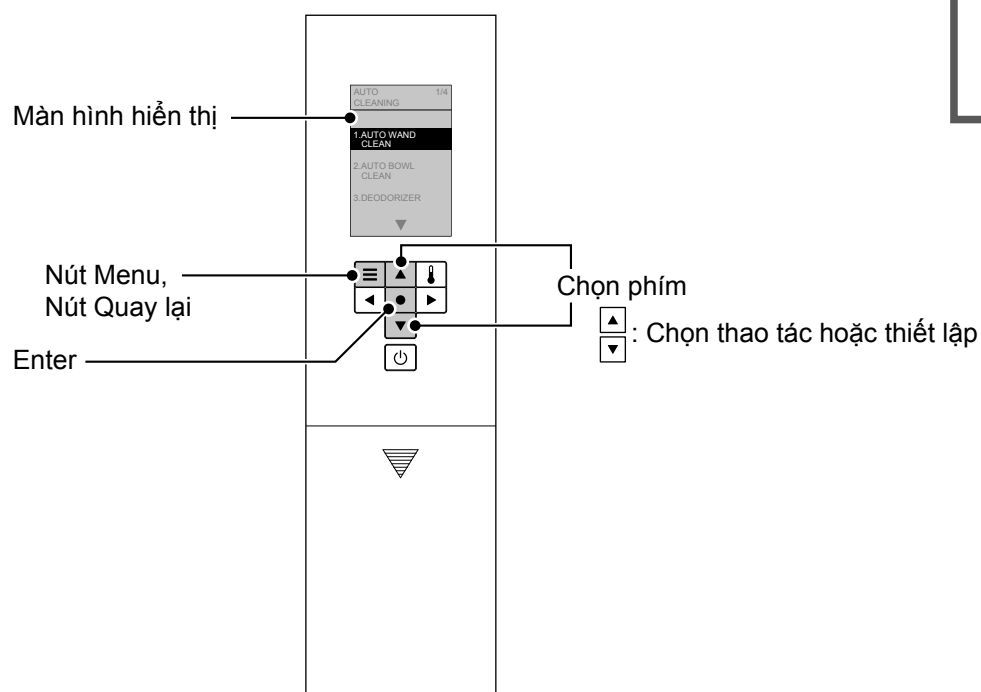 AUTO 1/4
CLEANING
Màn hình hiển thị
1.AUTO WAND
CLEAN
2.AUTO BOWL
CLEAN
3.DEODORIZER
Nút Menu,
Nút Quay lại
Chọn phím
: Chọn thao tác hoặc thiết lập
Enter